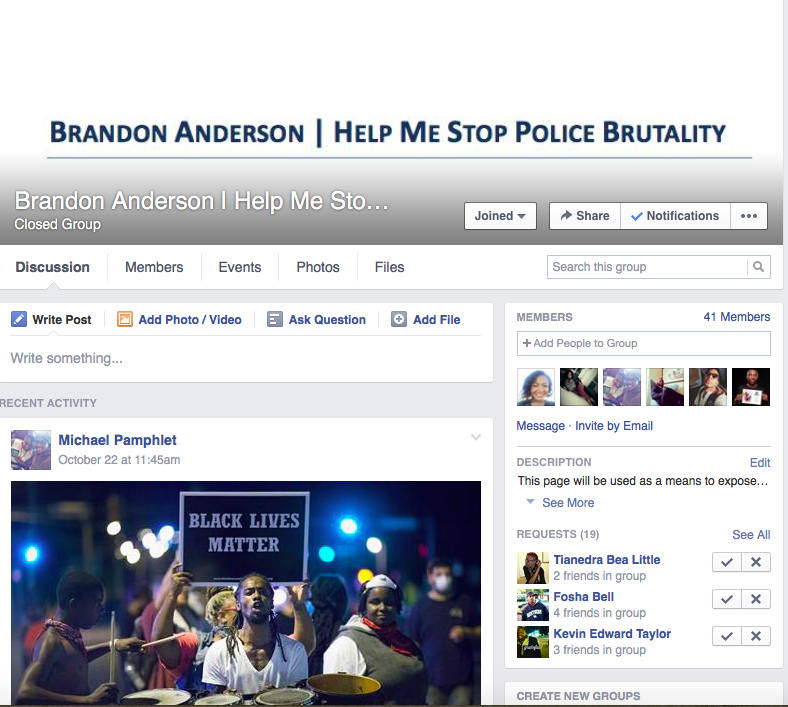 BRANDON ANDERSON | HELP ME STOP POLICE BRUTALITY
Brandon Anderson I Help Me Sto...
Closed Group
Joined
Share
Notifications
Discussion
Members
Events
Photos
Files
Search this group
Write Post
Add Photo / Video
Ask Question
Add File
Write something...
RECENT ACTIVITY
Michael Pamphlet
October 22 at 11:45am
BLACK LIVES
MATTER
MEMBERS
41 Members
+ Add People to Group
Message · Invite by Email
DESCRIPTION
Edit
This page will be used as a means to expose...
See More
REQUESTS (19)
See All
Tianedra Bea Little
2 friends in group
Fosha Bell
4 friends in group
Kevin Edward Taylor
3 friends in group
CREATE NEW GROUPS